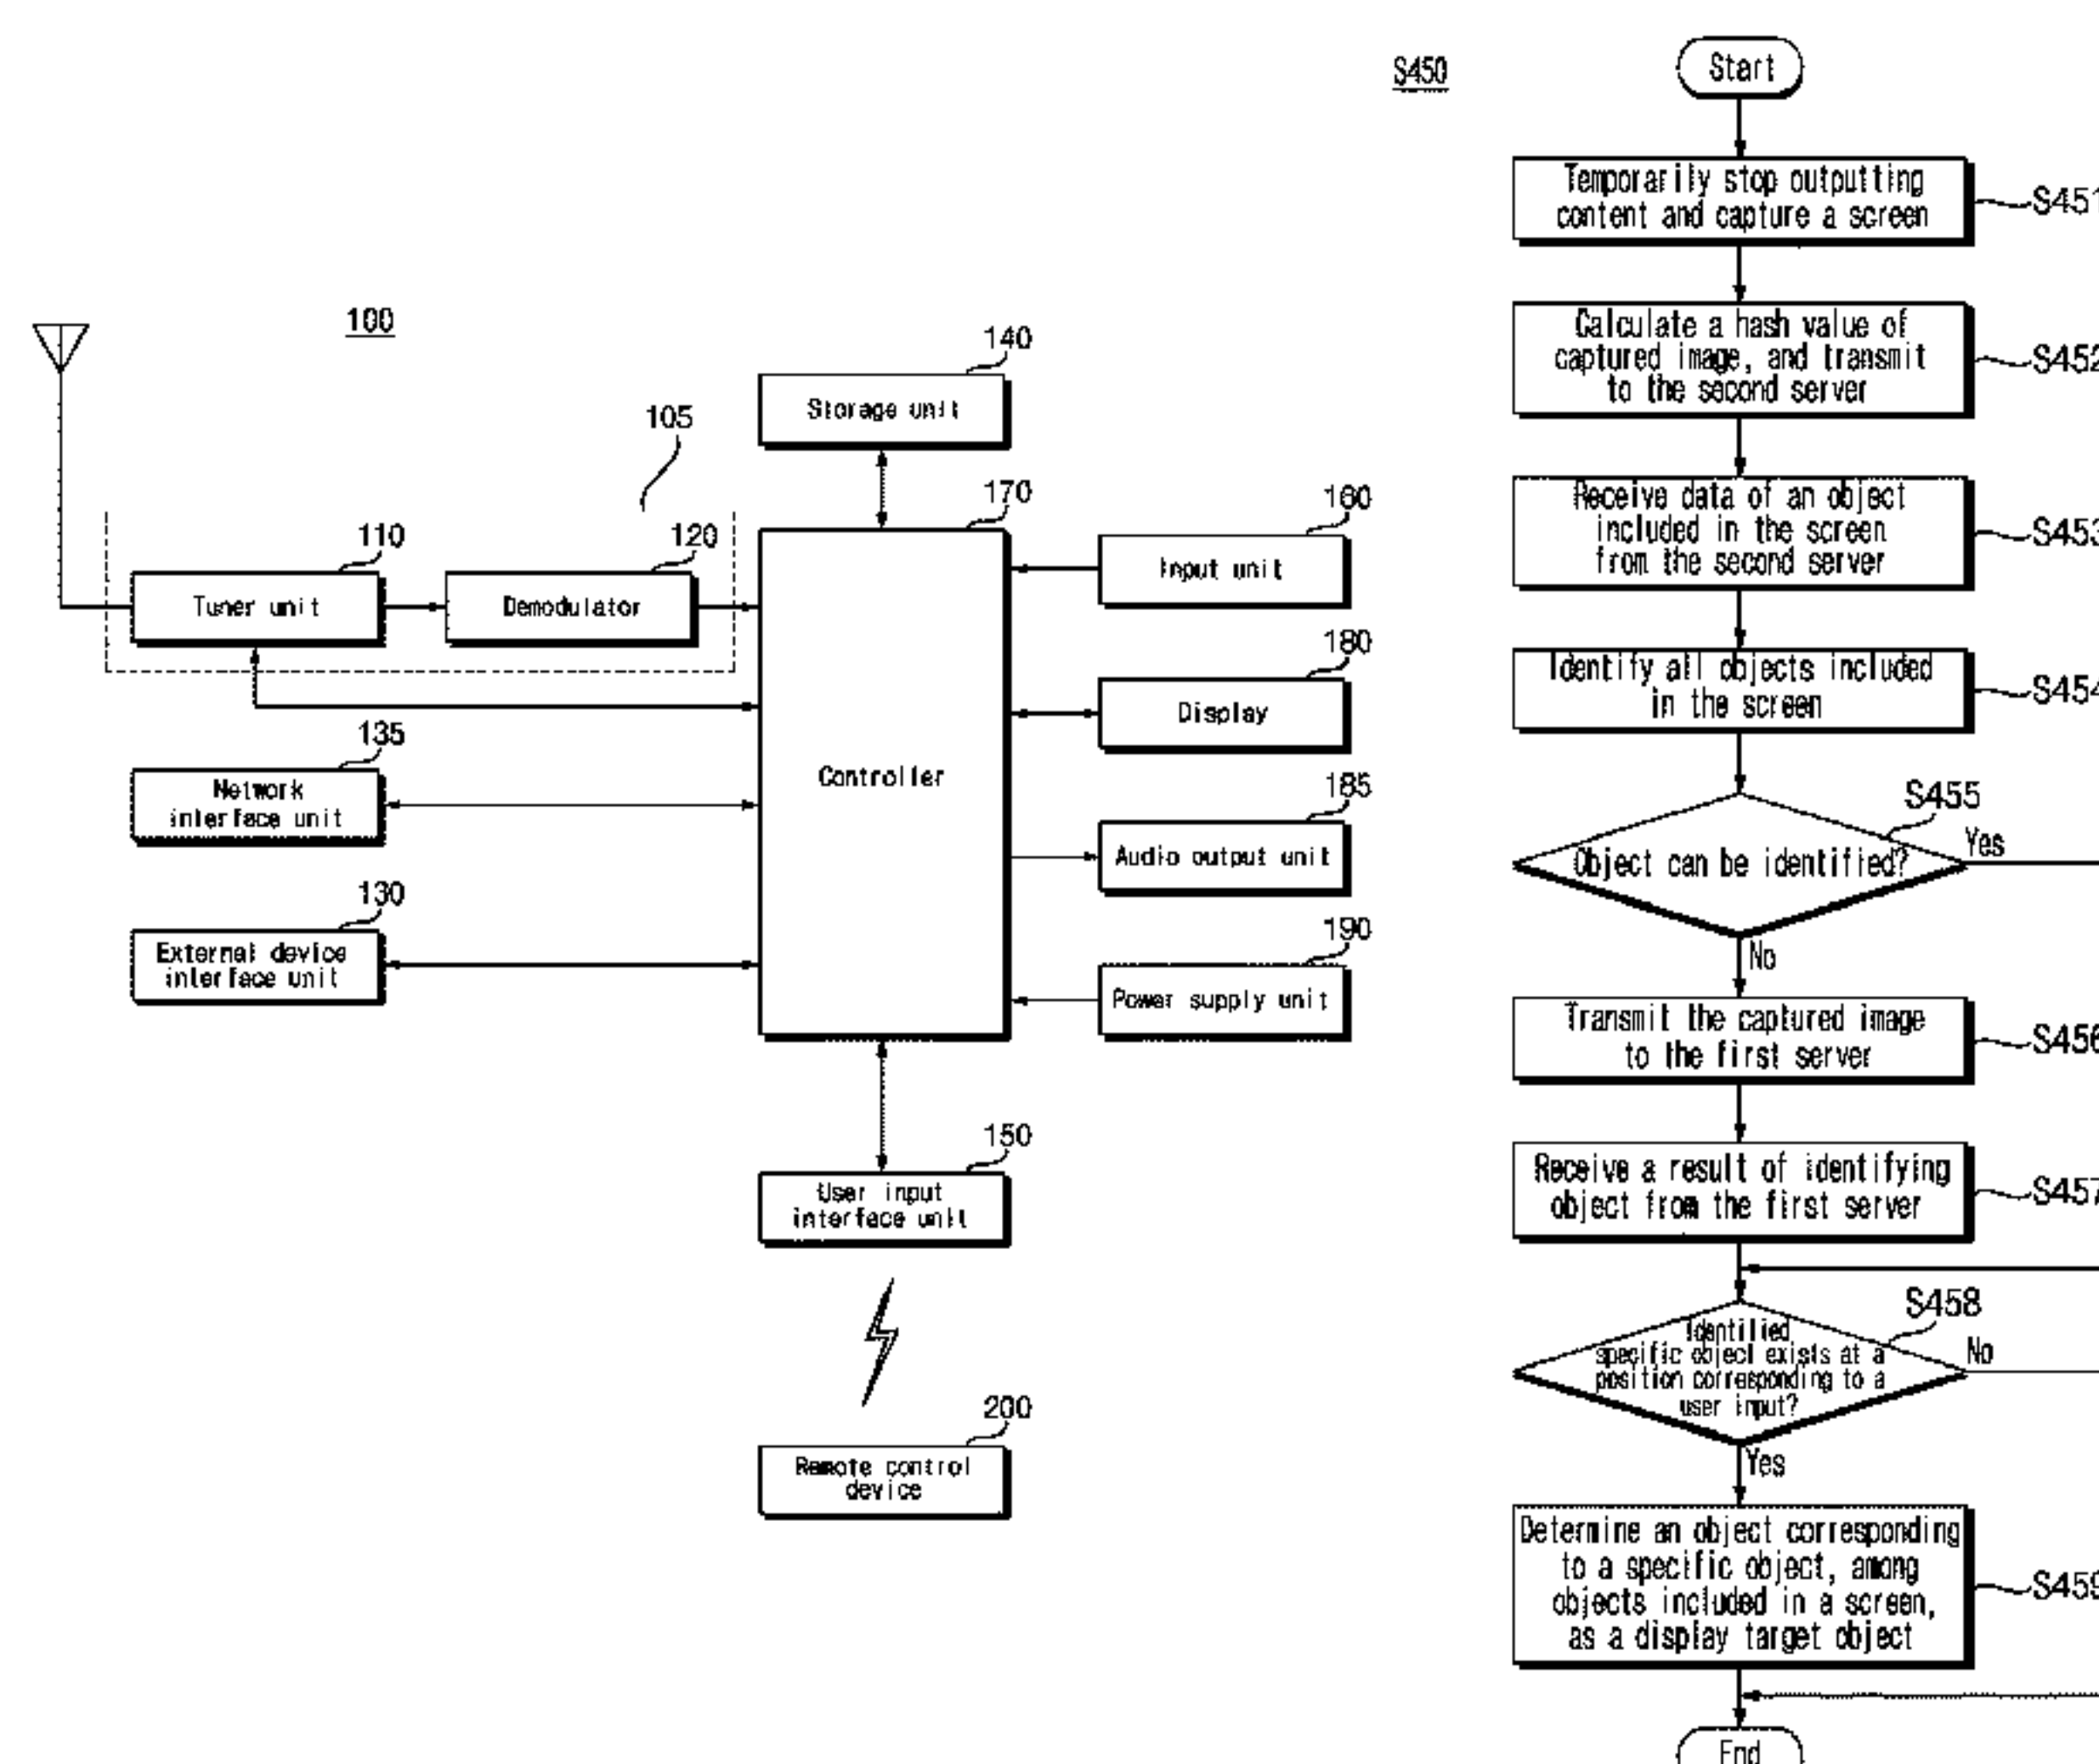 100
140
Storage unit
105
170
160
110
120
Input unit
Tuner unit
Demodulator
180
Display
135
Network
interface unit
Controller
185
Audio output unit
130
External device
interface unit
190
Power supply unit
150
User input
interface unit
200
Remote control
device
S450
Start
Temporarily stop outputting
content and capture a screen
S451
Calculate a hash value of
captured image, and transmit
to the second server
S452
Receive data of an object
included in the screen
from the second server
S453
Identify all objects included
in the screen
S454
S455
Object can be identified?
Yes
No
Transmit the captured image
to the first server
S456
Receive a result of identifying
object from the first server
S457
S458
Identified
specific object exists at a
position corresponding to a
user input?
No
Yes
Determine an object corresponding
to a specific object, among
objects included in a screen,
as a display target object
S459
End